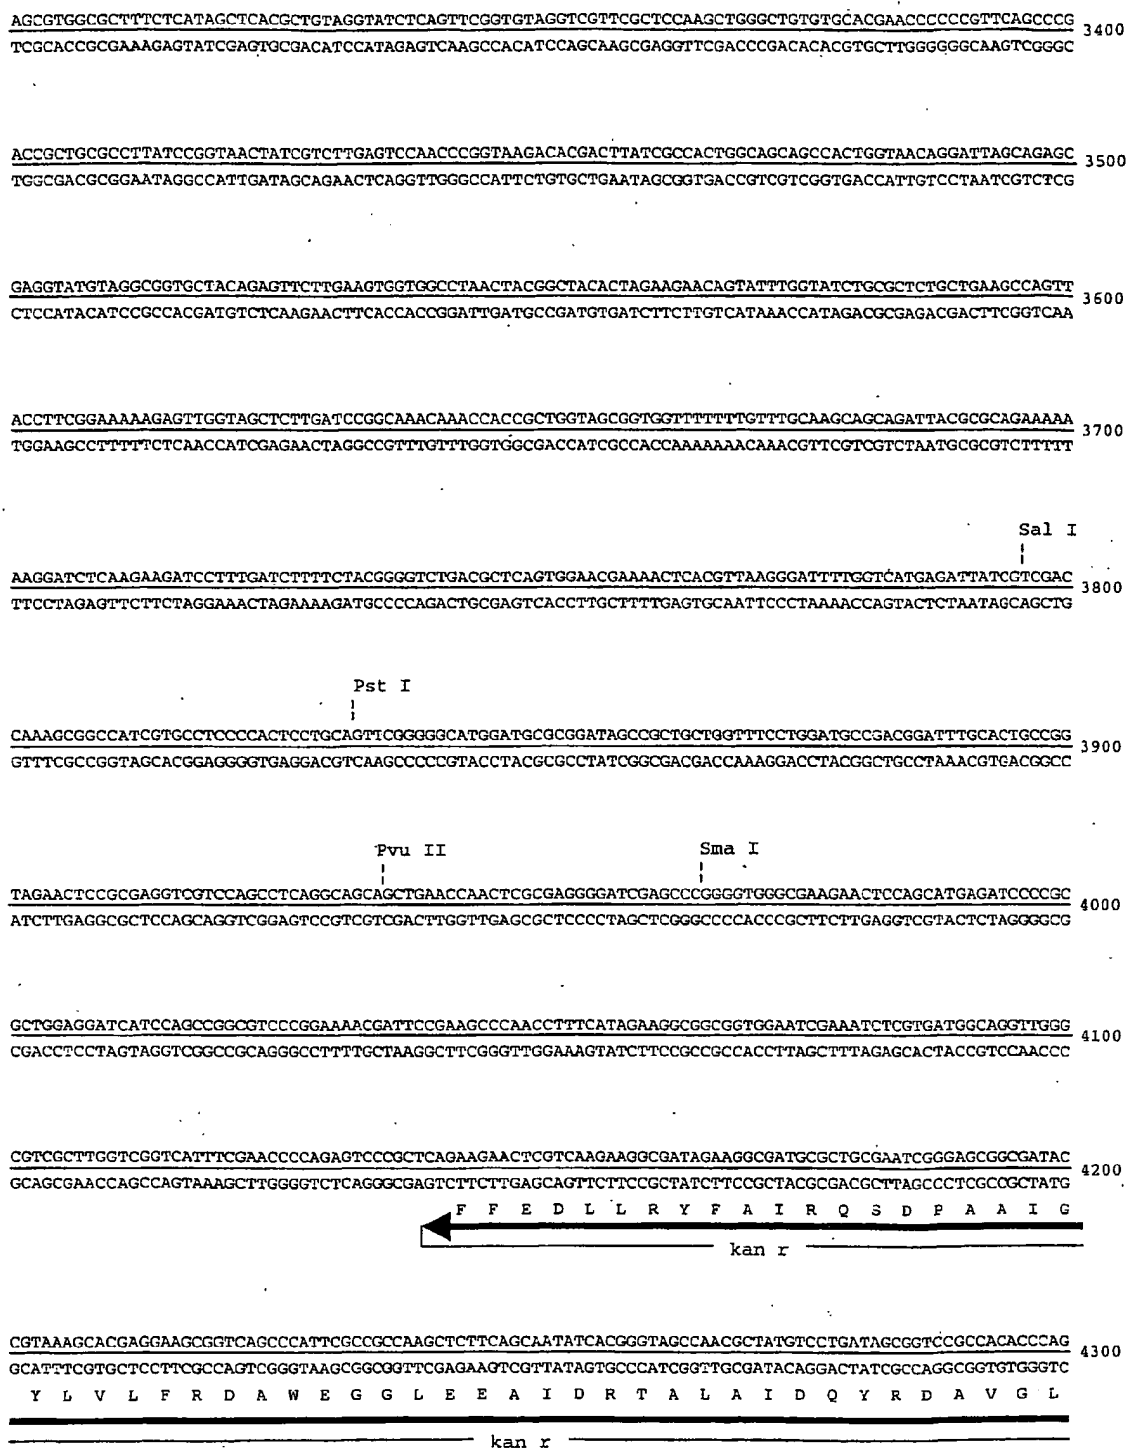 AGCGTGGCGCTTTCTCATAGCTCACGCTGTAGGTATCTCAGTTCGGTGTAGGTCGTTCGCTCCAAGCTGGGCTGTGTGCACGAACCCCCCGTTCAGCCCG 3400
TCGCACCGCGAAAGAGTATCGAGTGCGACATCCATAGAGTCAAGCCACATCCAGCAAGCGAGGTTCGACCCGACACACGTGCTTGGGGGGCAAGTCGGGC
ACCGCTGCGCCTTATCCGGTAACTATCGTCTTGAGTCCAACCCGGTAAGACACGACTTATCGCCACTGGCAGCAGCCACTGGTAACAGGATTAGCAGAGC 3500
TGGCGACGCGGAATAGGCCATTGATAGCAGAACTCAGGTTGGGCCATTCTGTGCTGAATAGCGGTGACCGTCGTCGGTGACCATTGTCCTAATCGTCTCG
GAGGTATGTAGGCGGTGCTACAGAGTTCTTGAAGTGGTGGCCTAACTACGGCTACACTAGAAGAACAGTATTTGGTATCTGCGCTCTGCTGAAGCCAGTT 3600
CTCCATACATCCGCCACGATGTCTCAAGAACTTCACCACCGGATTGATGCCGATGTGATCTTCTTGTCATAAACCATAGACGCGAGACGACTTCGGTCAA
ACCTTCGGAAAAAGAGTTGGTAGCTCTTGATCCGGCAAACAAACCACCGCTGGTAGCGGTGGTTTTTTTGTTTGCAAGCAGCAGATTACGCGCAGAAAAA 3700
TGGAAGCCTTTTTCTCAACCATCGAGAACTAGGCCGTTTGTTTGGTGGCGACCATCGCCACCAAAAAAACAAACGTTCGTCGTCTAATGCGCGTCTTTTT
Sal I
AAGGATCTCAAGAAGATCCTTTGATCTTTTCTACGGGGTCTGACGCTCAGTGGAACGAAAACTCACGTTAAGGGATTTTGGTCATGAGATTATCGTCGAC 3800
TTCCTAGAGTTCTTCTAGGAAACTAGAAAAGATGCCCCAGACTGCGAGTCACCTTGCTTTTGAGTGCAATTCCCTAAAACCAGTACTCTAATAGCAGCTG
Pst I
CAAAGCGGCCATCGTGCCTCCCCACTCCTGCAGTTCGGGGGCATGGATGCGCGGATAGCCGCTGCTGGTTTCCTGGATGCCGACGGATTTGCACTGCCGG 3900
GTTTCGCCGGTAGCACGGAGGGGTGAGGACGTCAAGCCCCCGTACCTACGCGCCTATCGGCGACGACCAAAGGACCTACGGCTGCCTAAACGTGACGGCC
Pvu II Sma I
TAGAACTCCGCGAGGTCGTCCAGCCTCAGGCAGCAGCTGAACCAACTCGCGAGGGGATCGAGCCCGGGGTGGGCGAAGAACTCCAGCATGAGATCCCCGC 4000
ATCTTGAGGCGCTCCAGCAGGTCGGAGTCCGTCGTCGACTTGGTTGAGCGCTCCCCTAGCTCGGGCCCCACCCGCTTCTTGAGGTCGTACTCTAGGGGCG
GCTGGAGGATCATCCAGCCGGCGTCCCGGAAAACGATTCCGAAGCCCAACCTTTCATAGAAGGCGGCGGTGGAATCGAAATCTCGTGATGGCAGGTTGGG 4100
CGACCTCCTAGTAGGTCGGCCGCAGGGCCTTTTGCTAAGGCTTCGGGTTGGAAAGTATCTTCCGCCGCCACCTTAGCTTTAGAGCACTACCGTCCAACCC
CGTCGCTTGGTCGGTCATTTCGAACCCCAGAGTCCCGCTCAGAAGAACTCGTCAAGAAGGCGATAGAAGGCGATGCGCTGCGAATCGGGAGCGGCGATAC 4200
GCAGCGAACCAGCCAGTAAAGCTTGGGGTCTCAGGGCGAGTCTTCTTGAGCAGTTCTTCCGCTATCTTCCGCTACGCGACGCTTAGCCCTCGCCGCTATG
F F E D L L R Y F A I R Q S D P A A I G
kan r
CGTAAAGCACGAGGAAGCGGTCAGCCCATTCGCCGCCAAGCTCTTCAGCAATATCACGGGTAGCCAACGCTATGTCCTGATAGCGGTCCGCCACACCCAG 4300
GCATTTCGTGCTCCTTCGCCAGTCGGGTAAGCGGCGGTTCGAGAAGTCGTTATAGTGCCCATCGGTTGCGATACAGGACTATCGCCAGGCGGTGTGGGTC
Y L V L F R D A W E G G L E E A I D R T A L A I D Q Y R D A V G L
kan r